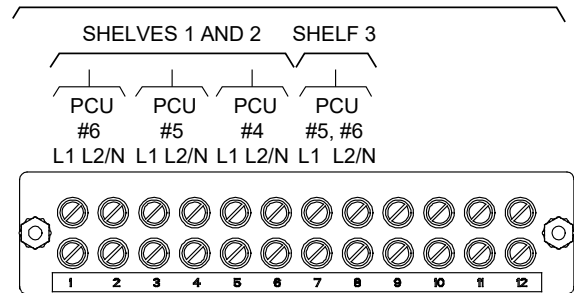 SHELVES 1 AND 2 SHELF 3
PCU PCU PCU PCU
#6 #5 #4 #5, #6
L1 L2/N L1 L2/N L1 L2/N L1 L2/N
1 2 3 4 5 6 7 8 9 10 11 12